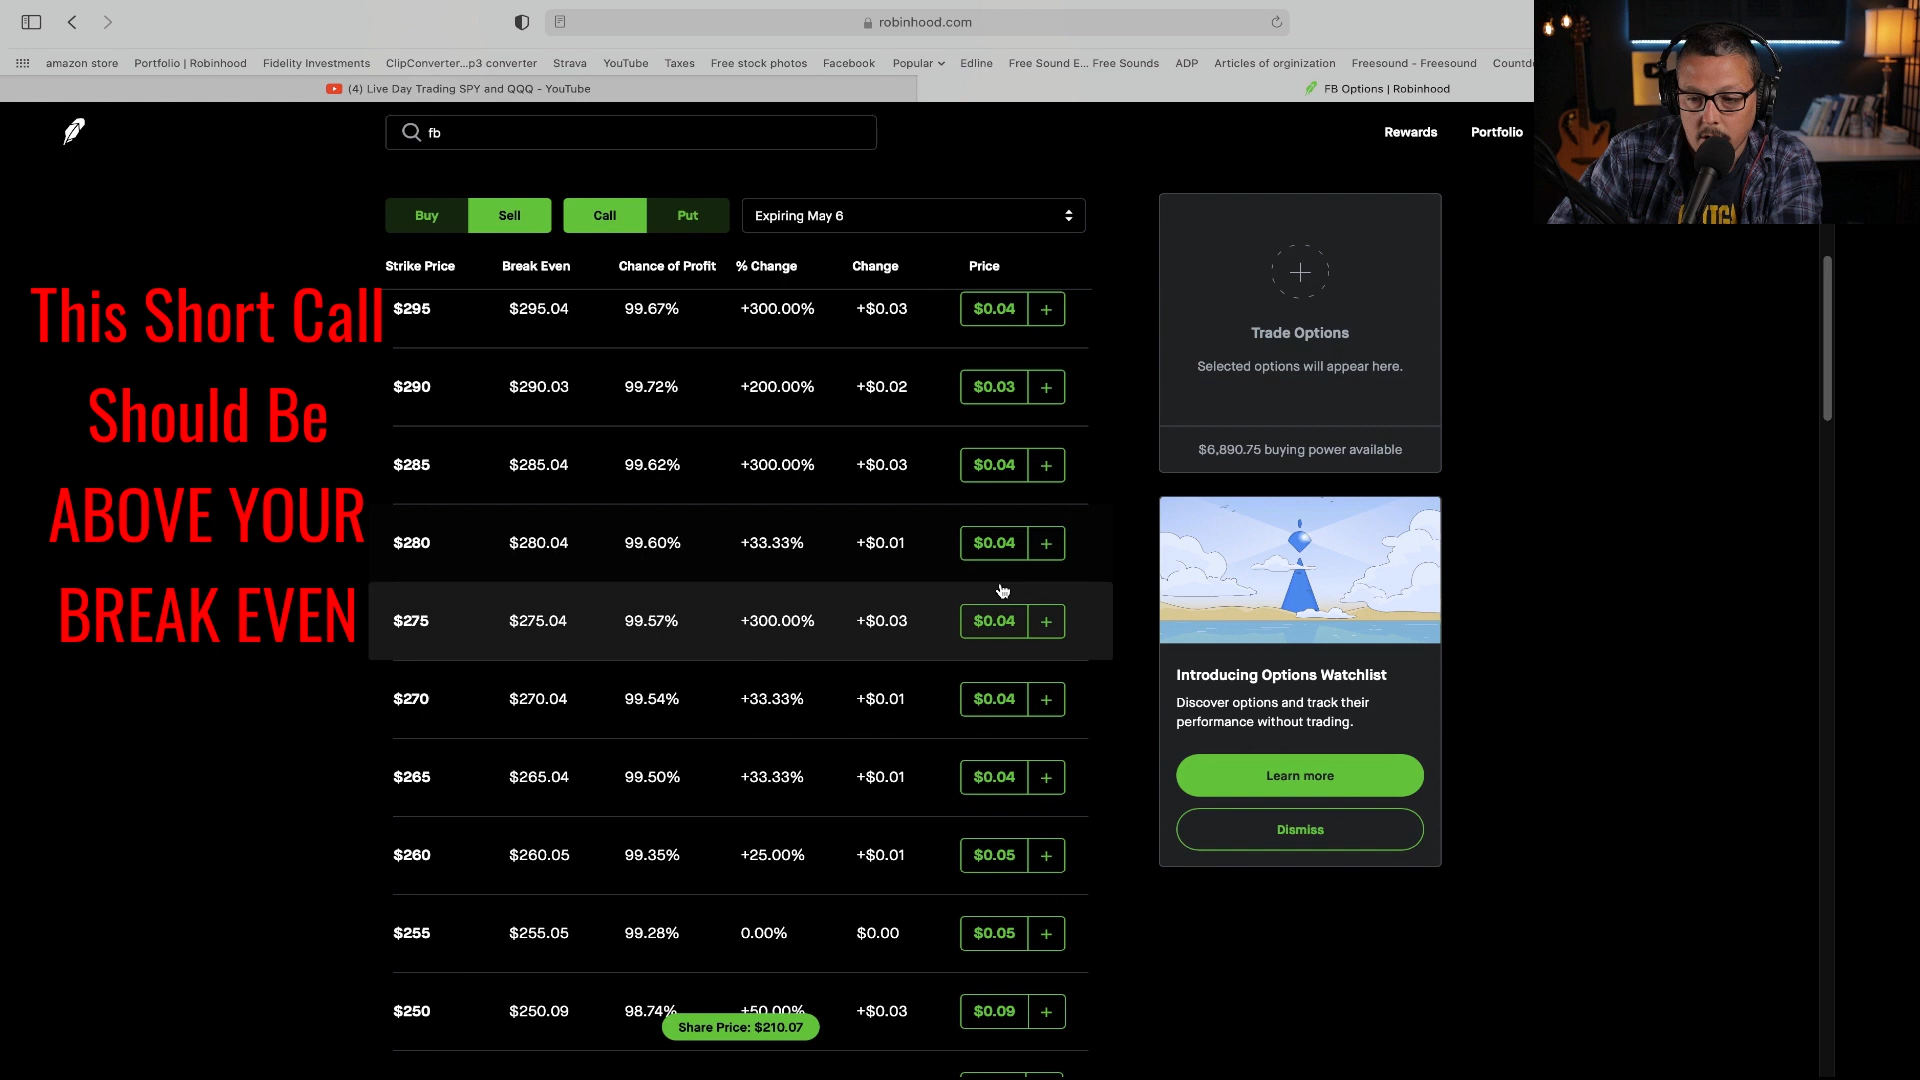 robinhood.com
amazon store
Portfolio | Robinhood
Fidelity Investments
ClipConverter...p3 converter
Strava
YouTube
Taxes
Free stock photos
Facebook
Popular
Edline
Free Sound E... Free Sounds
ADP
Articles of orginization
Freesound - Freesound
(4) Live Day Trading SPY and QQQ - YouTube
FB Options | Robinhood
fb
Rewards
Portfolio
Buy Sell Call Put Expiring May 6
Strike Price Break Even Chance of Profit % Change Change Price
$295 $295.04 99.67% +300.00% +$0.03 $0.04 +
$290 $290.03 99.72% +200.00% +$0.02 $0.03 +
$285 $285.04 99.62% +300.00% +$0.03 $0.04 +
$280 $280.04 99.60% +33.33% +$0.01 $0.04 +
$275 $275.04 99.57% +300.00% +$0.03 $0.04 +
$270 $270.04 99.54% +33.33% +$0.01 $0.04 +
$265 $265.04 99.50% +33.33% +$0.01 $0.04 +
$260 $260.05 99.35% +25.00% +$0.01 $0.05 +
$255 $255.05 99.28% 0.00% $0.00 $0.05 +
$250 $250.09 98.74% +50.00% +$0.03 $0.09 +
Share Price: $210.07
This Short Call
Should Be
ABOVE YOUR
BREAK EVEN
Trade Options
Selected options will appear here.
$6,890.75 buying power available
Introducing Options Watchlist
Discover options and track their
performance without trading.
Learn more
Dismiss